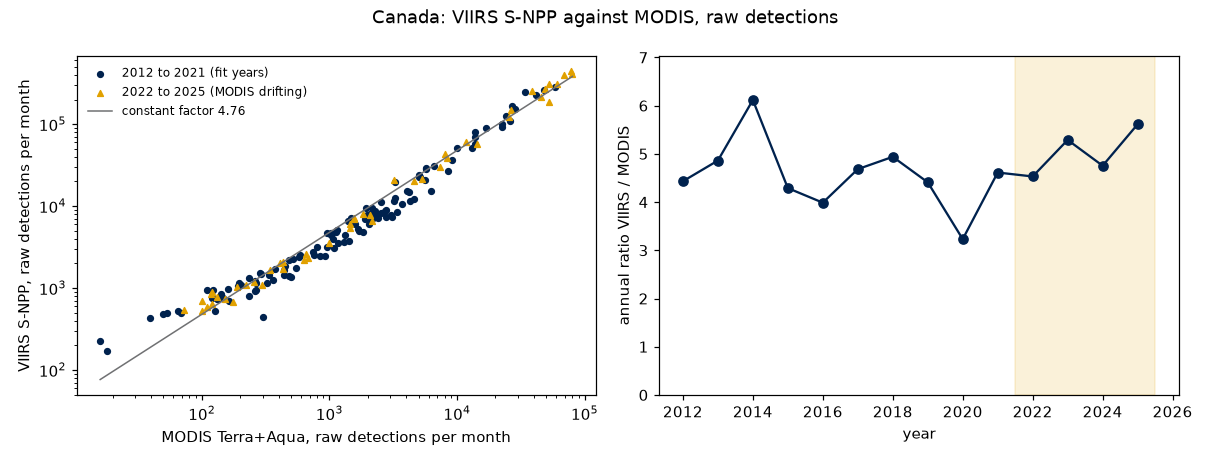 Canada: VIIRS S-NPP against MODIS, raw detections
VIIRS S-NPP, raw detections per month
10^5
10^4
10^3
10^2
2012 to 2021 (fit years)
2022 to 2025 (MODIS drifting)
constant factor 4.76
10^2 10^3 10^4 10^5
MODIS Terra+Aqua, raw detections per month
annual ratio VIIRS / MODIS
7
6
5
4
3
2
1
0
2012 2014 2016 2018 2020 2022 2024 2026
year